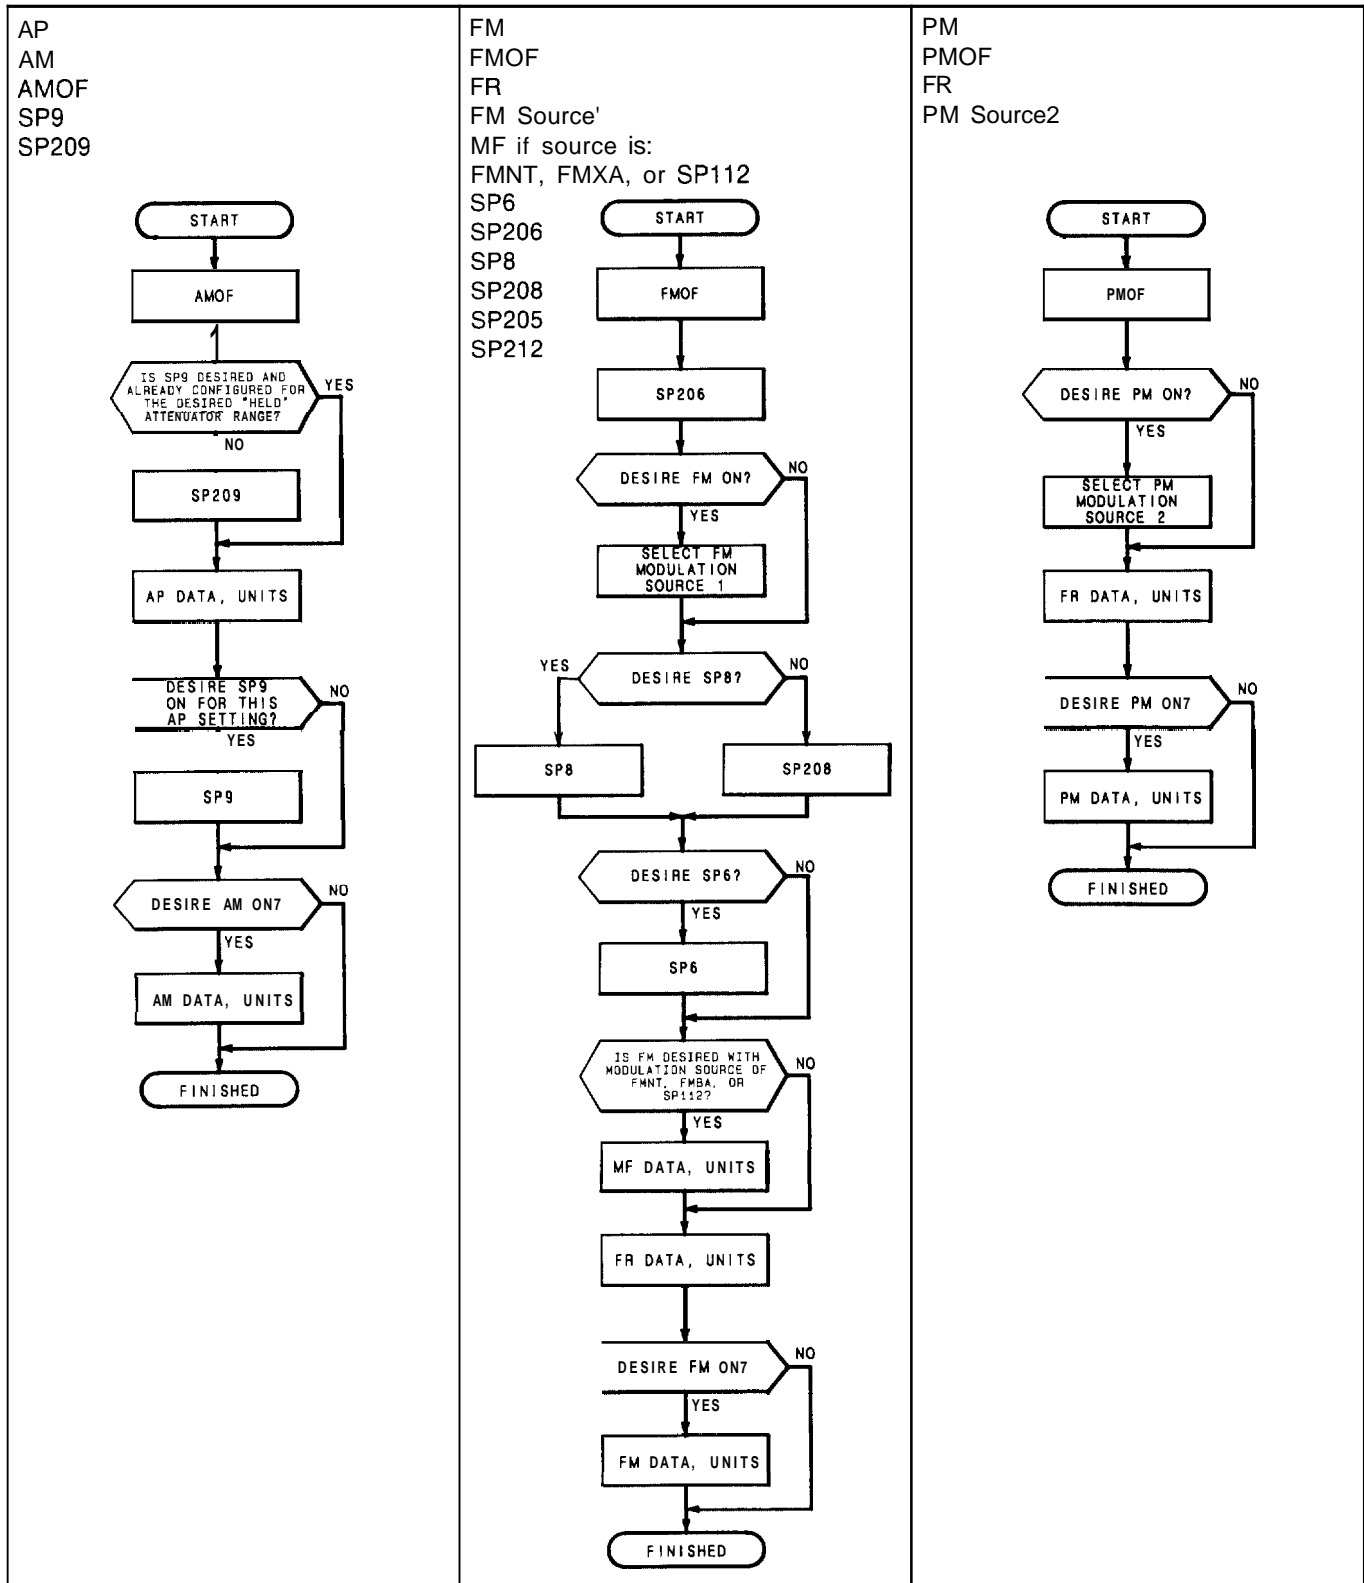 AP
AM
AMOF
SP9
SP209
START
AMOF
IS SP9 DESIRED AND
ALREADY CONFIGURED FOR
THE DESIRED "HELD"
ATTENUATOR RANGE?
YES
NO
SP209
AP DATA, UNITS
DESIRE SP9
ON FOR THIS
AP SETTING?
NO
YES
SP9
DESIRE AM ON7
NO
YES
AM DATA, UNITS
FINISHED
FM
FMOF
FR
FM Source'
MF if source is:
FMNT, FMXA, or SP112
SP6
SP206
SP8
SP208
SP205
SP212
START
FMOF
SP206
DESIRE FM ON?
NO
YES
SELECT FM
MODULATION
SOURCE 1
YES
DESIRE SP8?
NO
SP8
SP208
DESIRE SP6?
NO
YES
SP6
IS FM DESIRED WITH
MODULATION SOURCE OF
FMNT, FMBA, OR
SP112?
NO
YES
MF DATA, UNITS
FR DATA, UNITS
DESIRE FM ON7
NO
YES
FM DATA, UNITS
FINISHED
PM
PMOF
FR
PM Source2
START
PMOF
DESIRE PM ON?
NO
YES
SELECT PM
MODULATION
SOURCE 2
FR DATA, UNITS
DESIRE PM ON7
NO
YES
PM DATA, UNITS
FINISHED